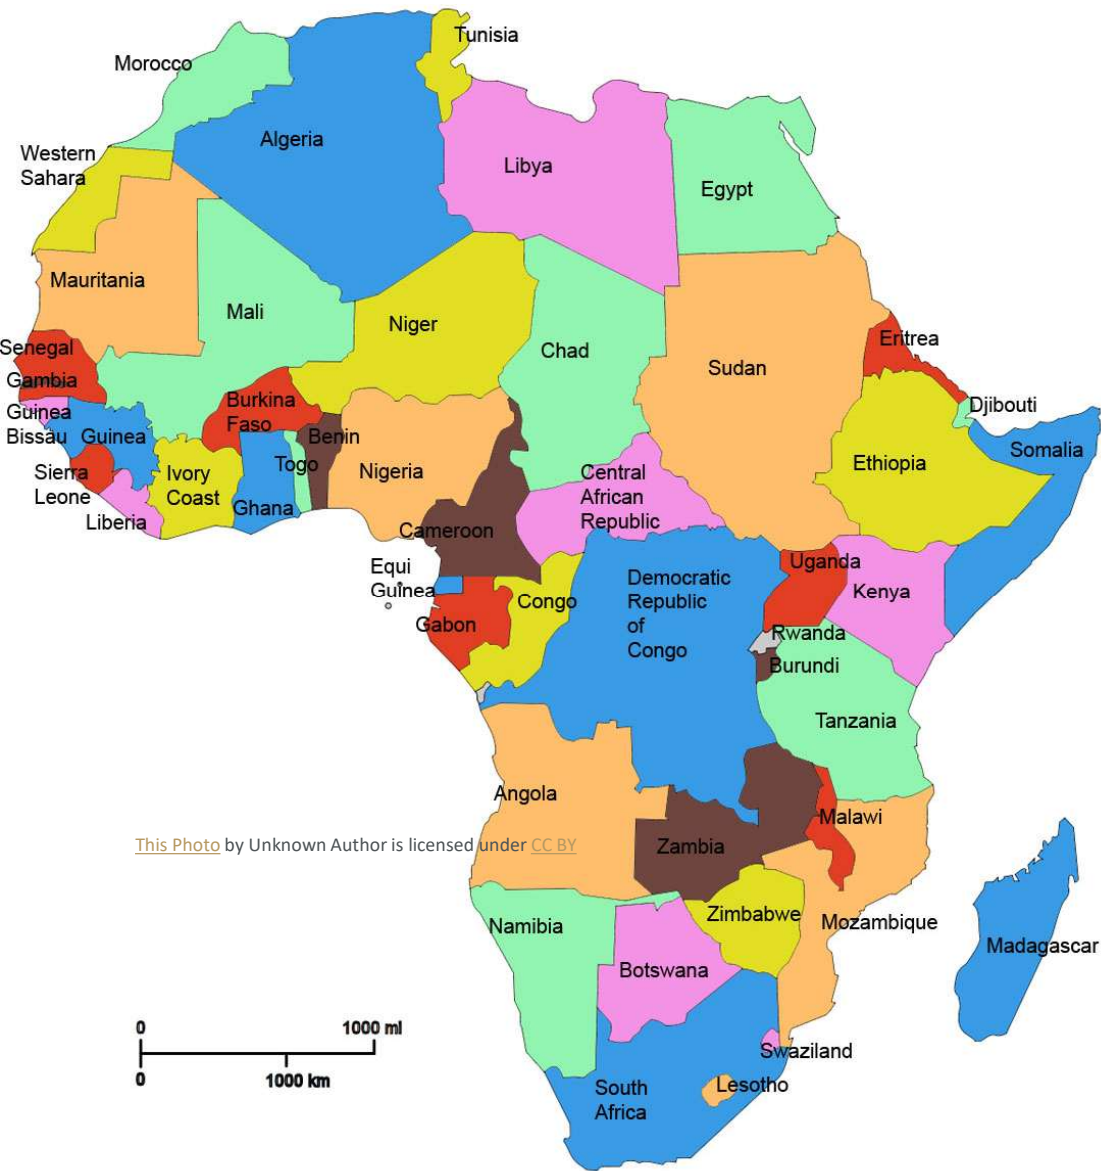 Tunisia
Morocco
Algeria
Western
Sahara
Libya
Egypt
Mauritania
Mali
Niger
Chad
Sudan
Eritrea
Senegal
Gambia
Guinea
Bissau
Guinea
Burkina
Faso
Benin
Djibouti
Somalia
Ethiopia
Sierra
Leone
Ivory
Coast
Togo
Nigeria
Central
African
Republic
Liberia
Ghana
Cameroon
Equi
Guinea
Gabon
Congo
Democratic
Republic
of
Congo
Uganda
Kenya
Rwanda
Burundi
Tanzania
Angola
Malawi
Zambia
This Photo by Unknown Author is licensed under CC BY
Namibia
Zimbabwe
Mozambique
Madagascar
Botswana
0 1000 mi
0 1000 km
Swaziland
Lesotho
South
Africa